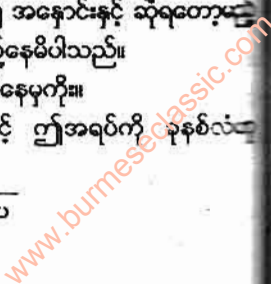 အနှောင်းနှင့် ဆိုရတော့
နေမိပါသည်။
နေမှကိုး။
ဤအရပ်ကို ခုနစ်လံ
www.burmeseclassic.com